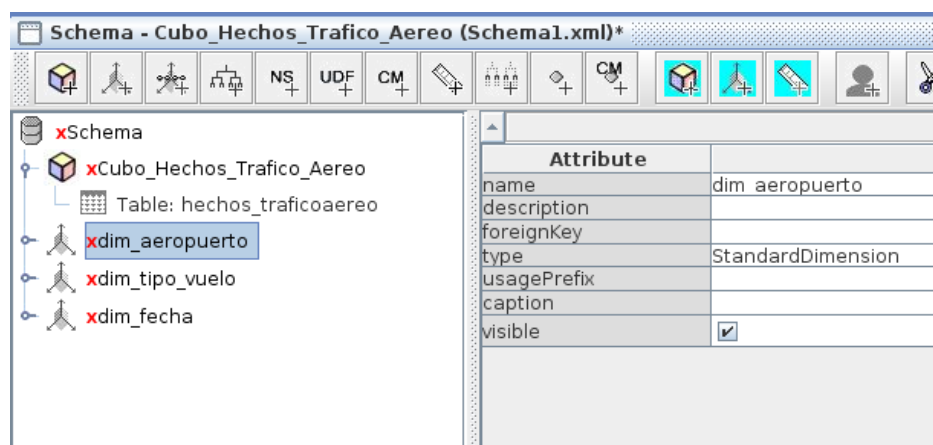 Schema - Cubo_Hechos_Trafico_Aereo (Schema1.xml)*
NS UDF CM CM
xSchema
xCubo_Hechos_Trafico_Aereo
Table: hechos_traficoaereo
xdim_aeropuerto
xdim_tipo_vuelo
xdim_fecha
Attribute
name dim_aeropuerto
description
foreignKey
type StandardDimension
usagePrefix
caption
visible